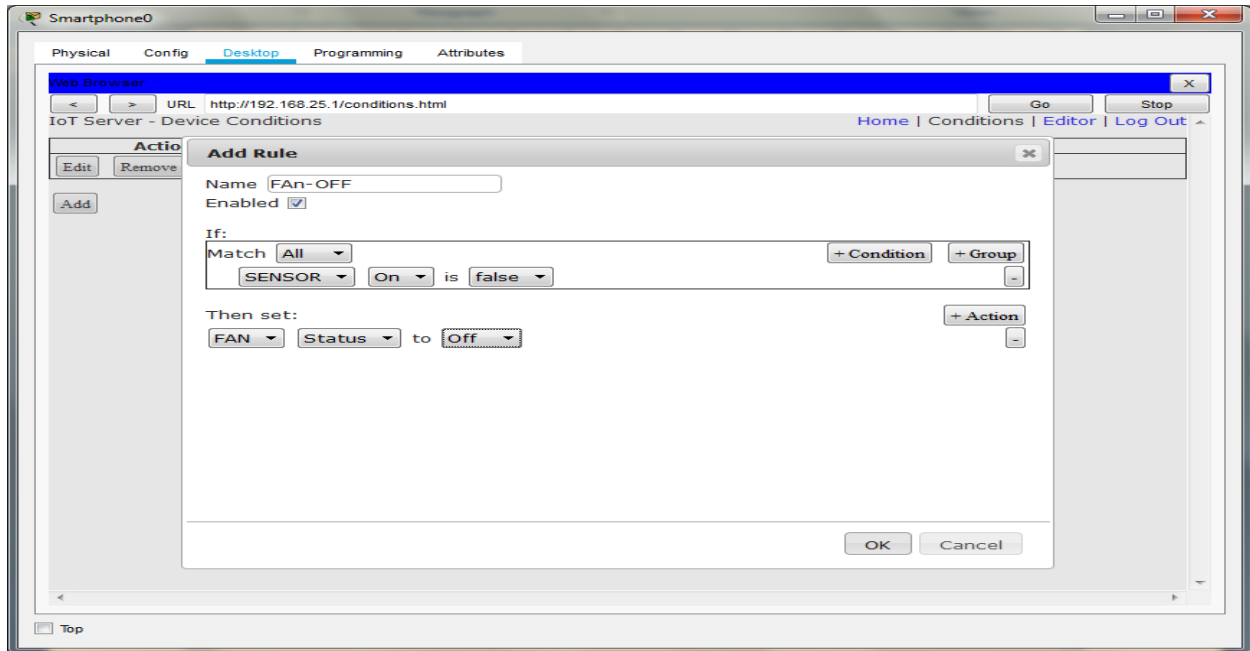 Smartphone0
Physical Config Desktop Programming Attributes
Web Browser X
< > URL http://192.168.25.1/conditions.html Go Stop
IoT Server - Device Conditions Home | Conditions | Editor | Log Out
Actio
Edit Remove
Add
Add Rule
Name FAn-OFF
Enabled
If:
Match All + Condition + Group
SENSOR On is false -
Then set: + Action
FAN Status to Off -
OK Cancel
Top